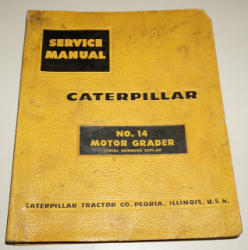 SERVICE
MANUAL
CATERPILLAR
NO. 14
MOTOR GRADER
CATERPILLAR TRACTOR CO. PEORIA, ILLINOIS, U.S.A.